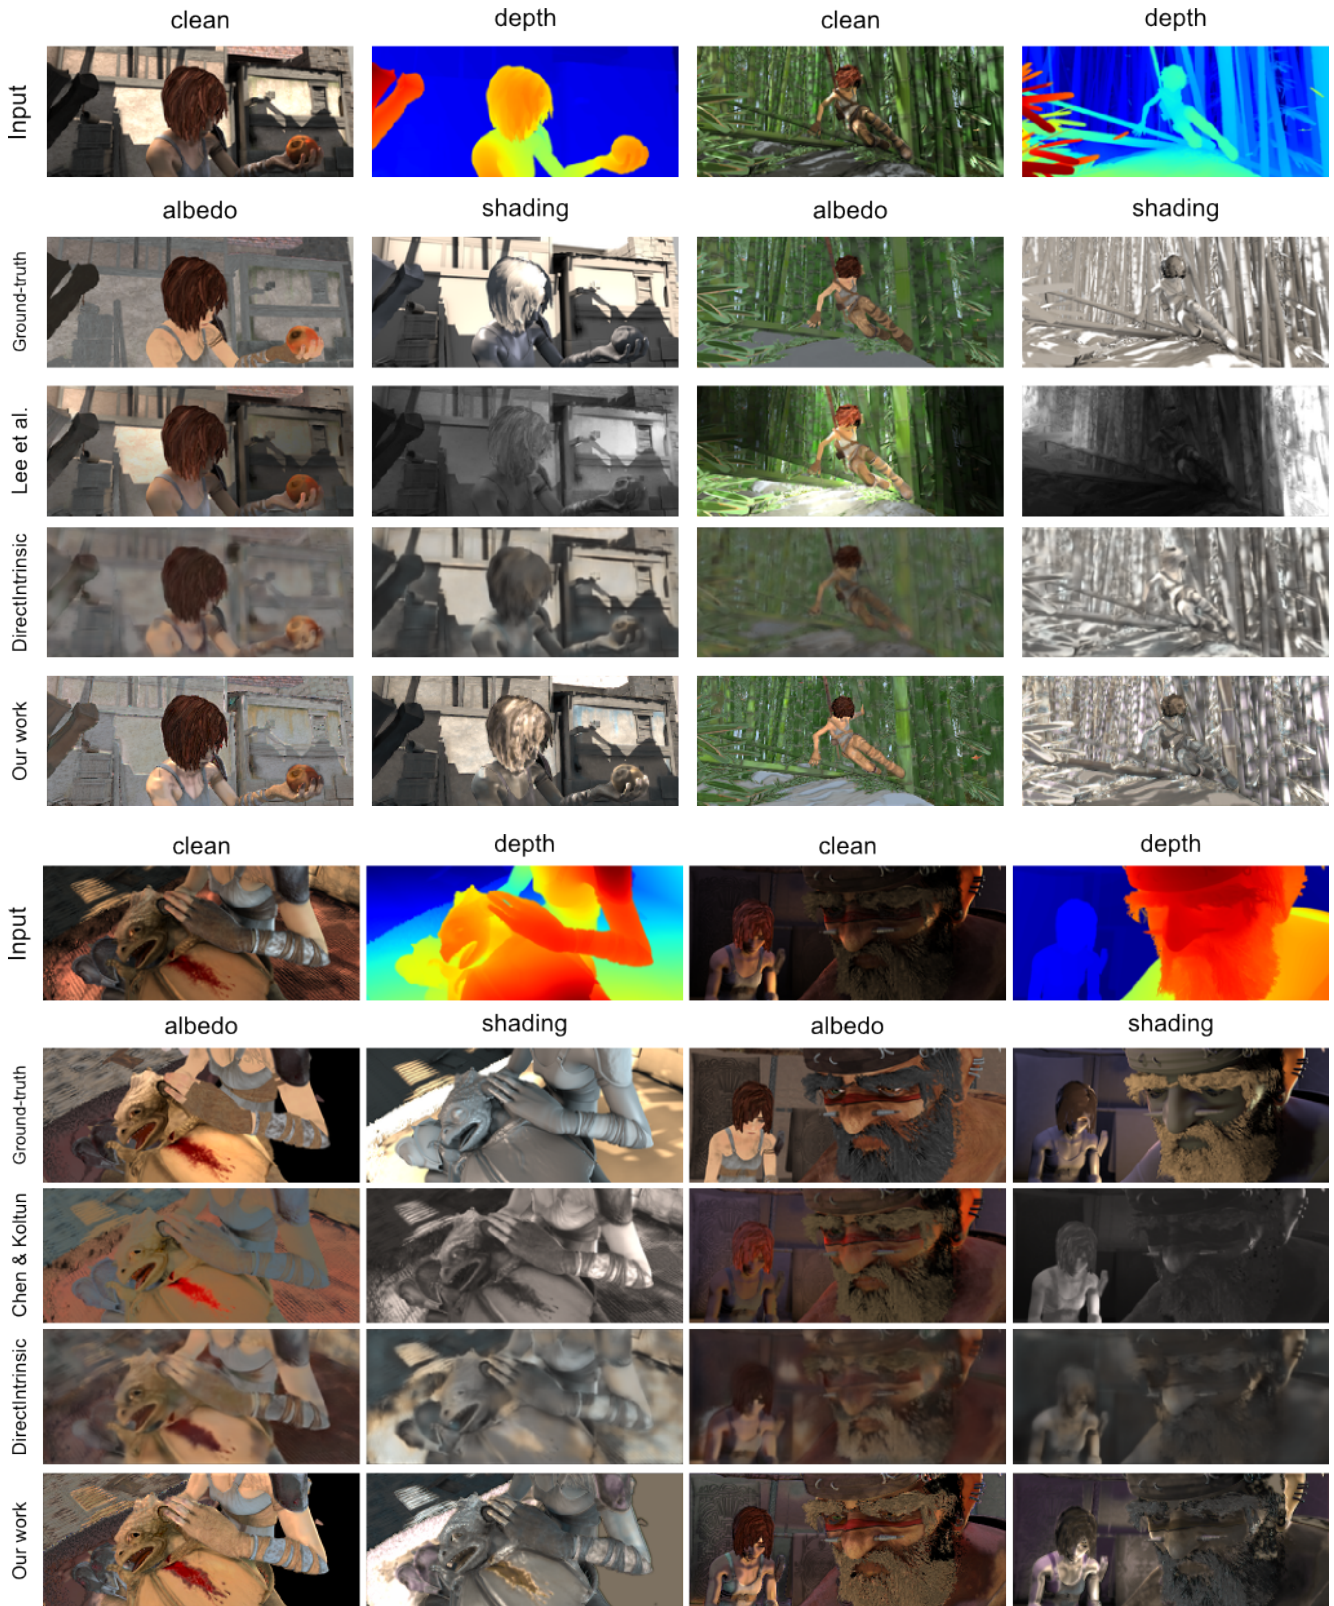 clean depth clean depth
Input
albedo shading albedo shading
Ground-truth
Lee et al.
DirectIntrinsic
Our work
clean depth clean depth
Input
albedo shading albedo shading
Ground-truth
Chen & Koltun
DirectIntrinsic
Our work